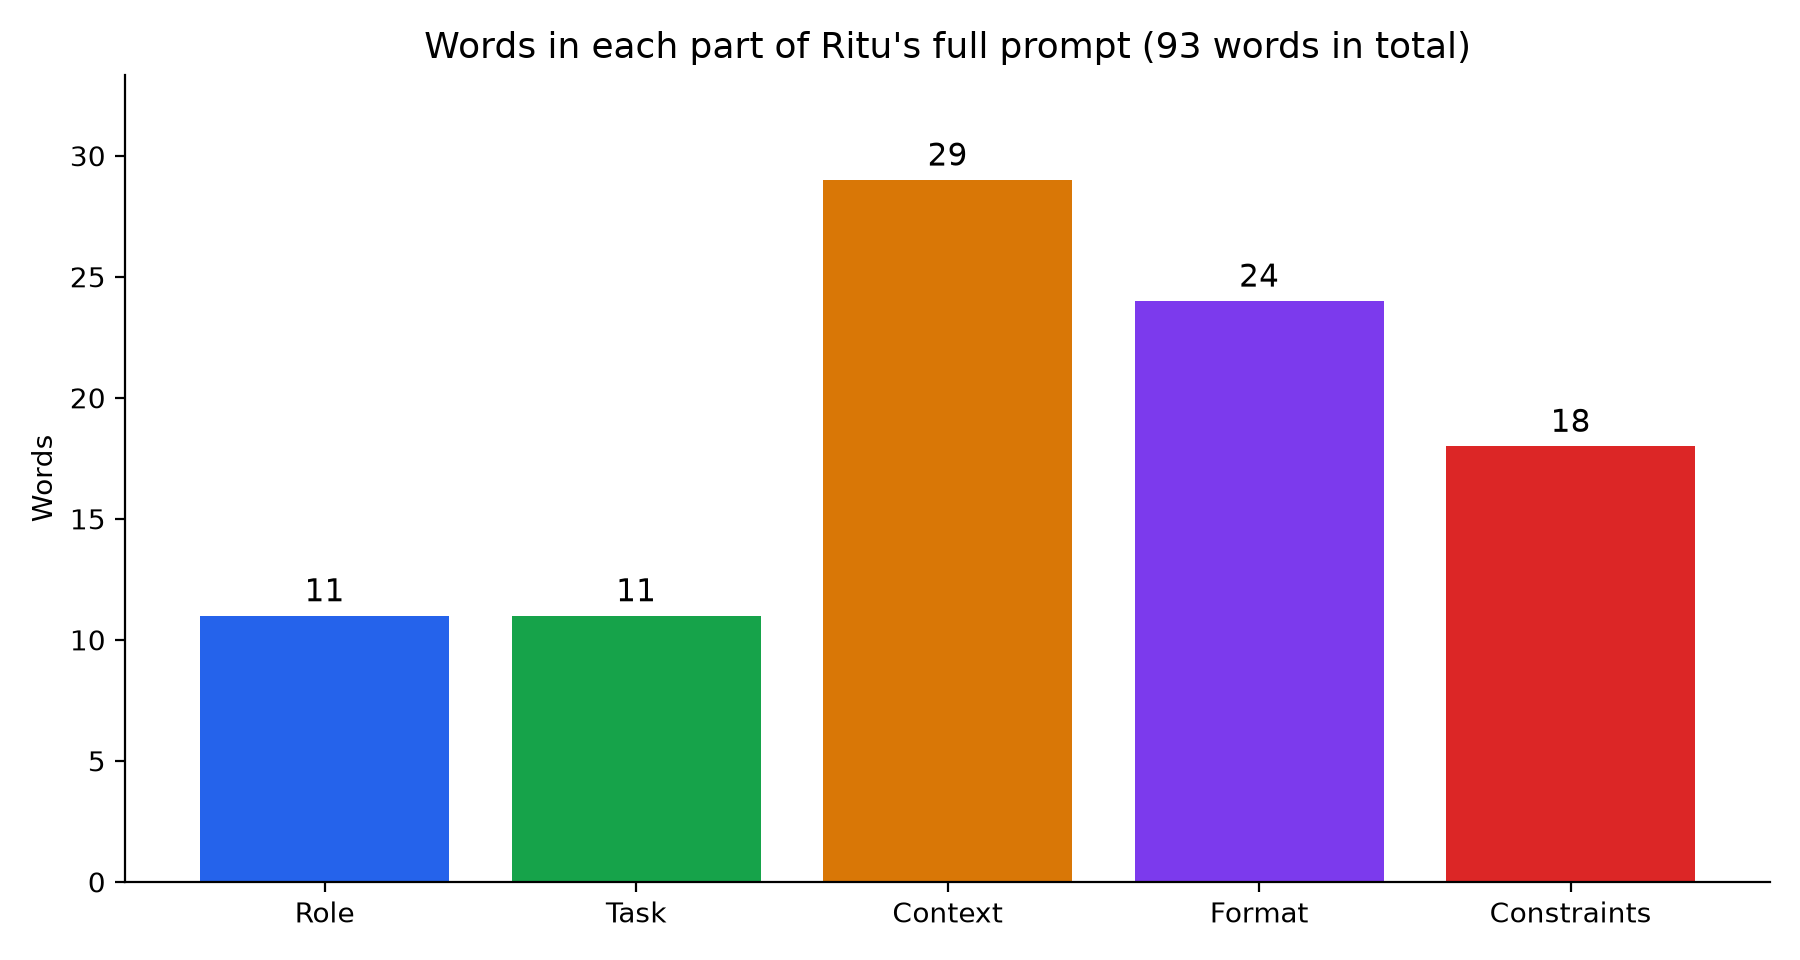 Words in each part of Ritu's full prompt (93 words in total)
Words
30
25
20
15
10
5
0
11
11
29
24
18
Role
Task
Context
Format
Constraints